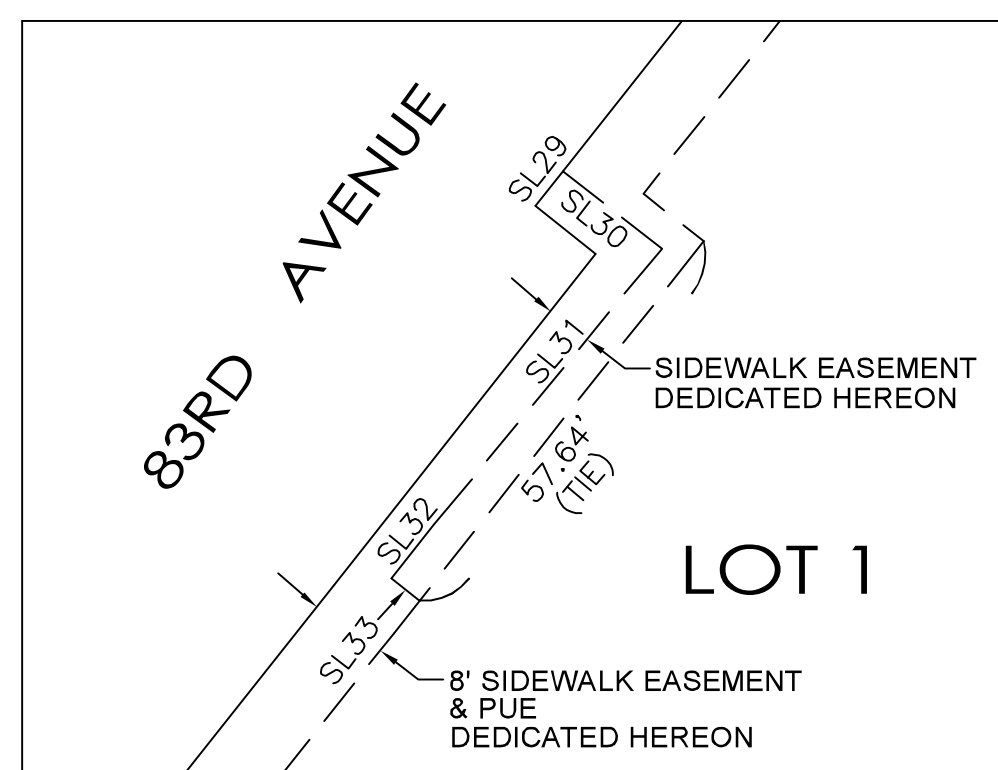 83RD AVENUE
SL29
SL30
SL31
SIDEWALK EASEMENT
DEDICATED HEREON
57.64'
(TIE)
SL32
LOT 1
SL33
8' SIDEWALK EASEMENT
& PUE
DEDICATED HEREON